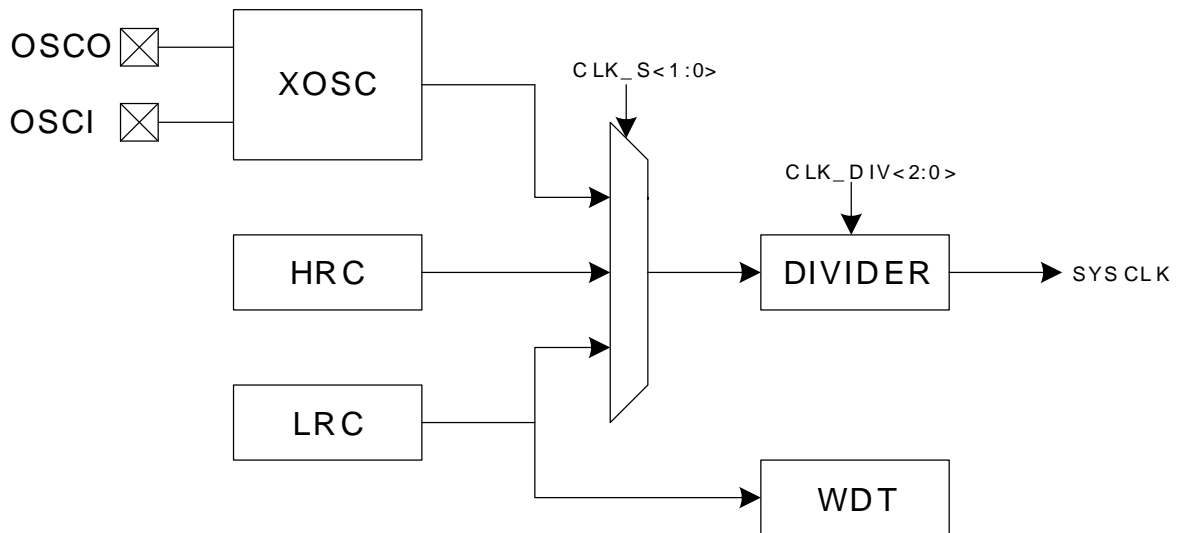 OSCO
OSCI
XOSC
CLK_S<1:0>
CLK_DIV<2:0>
HRC
DIVIDER
SYSCLK
LRC
WDT